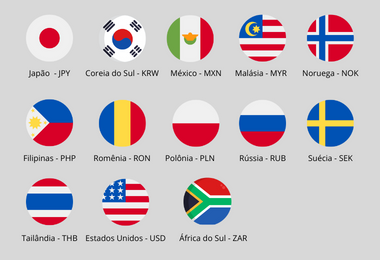 Japão - JPY
Coreia do Sul - KRW
México - MXN
Malásia - MYR
Noruega - NOK
Filipinas - PHP
Romênia - RON
Polônia - PLN
Rússia - RUB
Suécia - SEK
Tailândia - THB
Estados Unidos - USD
África do Sul - ZAR